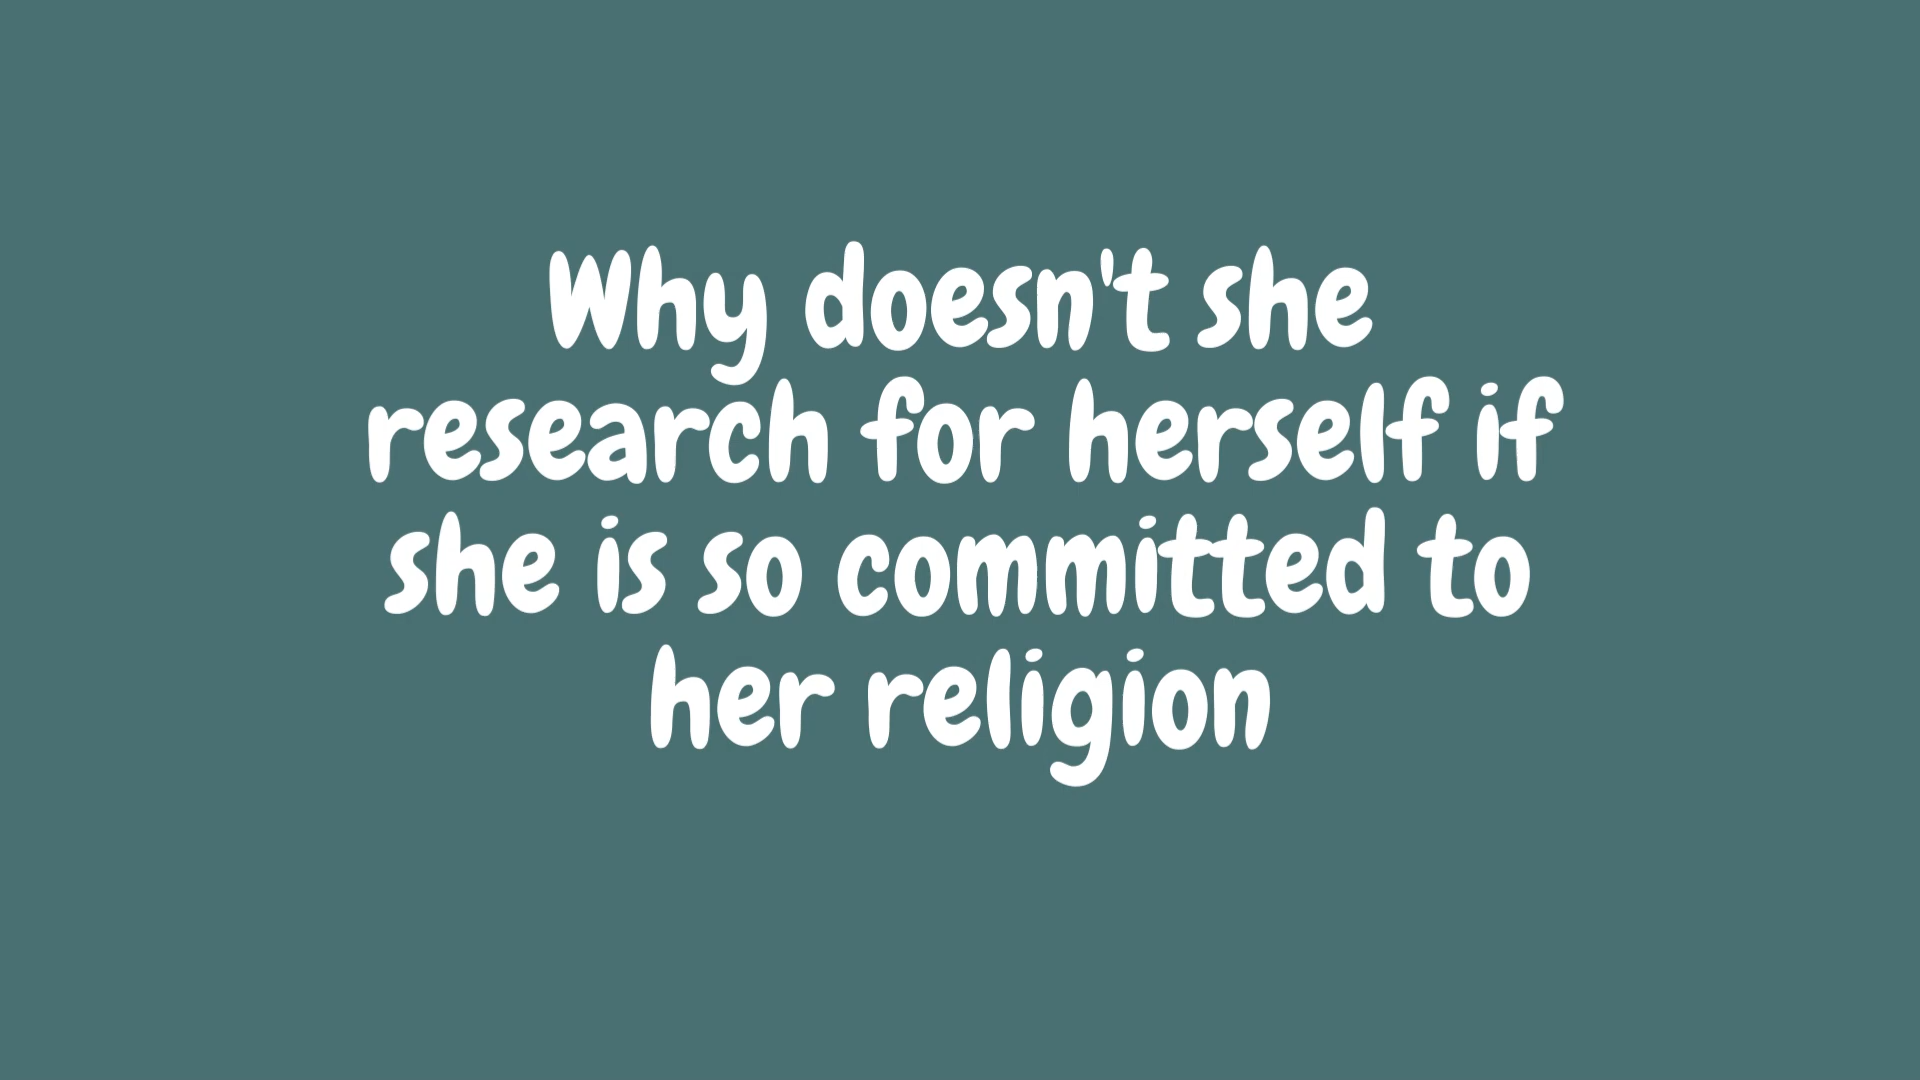 Why doesn't she
research for herself if
she is so committed to
her religion